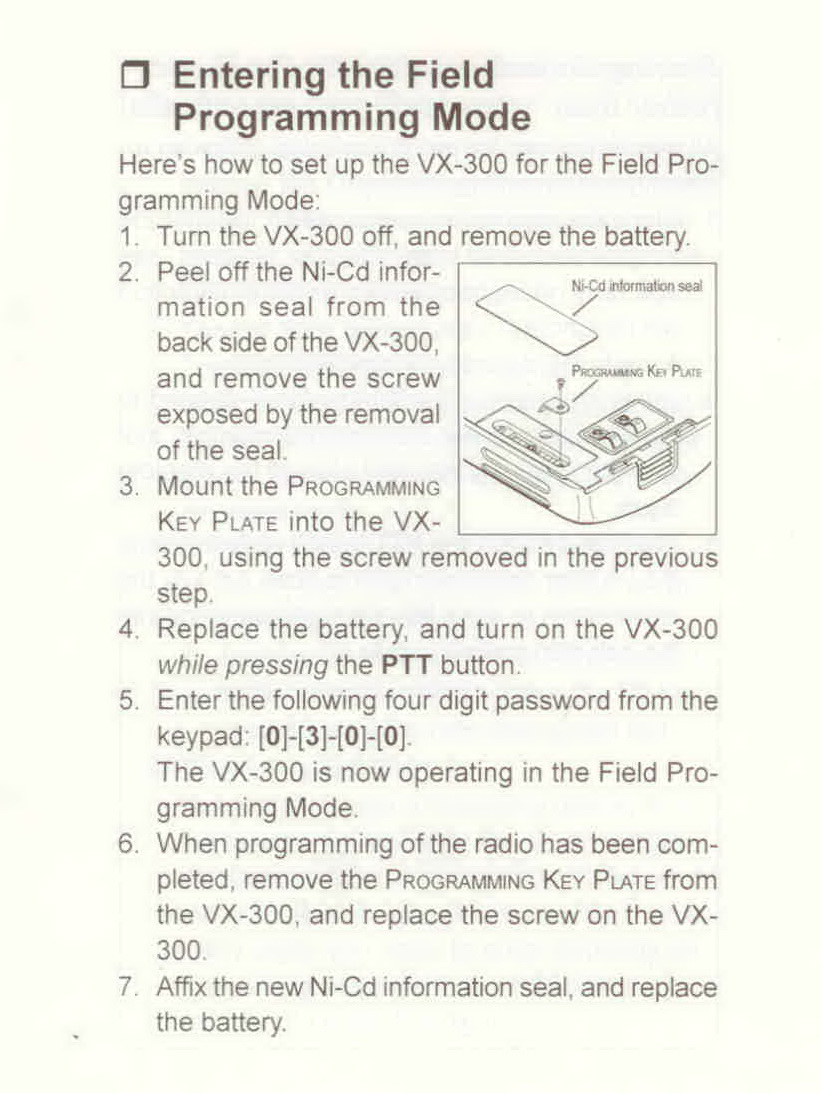 ❒ Entering the Field
Programming Mode
Here's how to set up the VX-300 for the Field Pro-
gramming Mode:
1. Turn the VX-300 off, and remove the battery.
2. Peel off the Ni-Cd infor-
mation seal from the
back side of the VX-300,
and remove the screw
exposed by the removal
of the seal.
Ni-Cd information seal
PROGRAMMING KEY PLATE
3. Mount the PROGRAMMING
KEY PLATE into the VX-
300, using the screw removed in the previous
step.
4. Replace the battery, and turn on the VX-300
while pressing the PTT button.
5. Enter the following four digit password from the
keypad: [0]-[3]-[0]-[0].
The VX-300 is now operating in the Field Pro-
gramming Mode.
6. When programming of the radio has been com-
pleted, remove the PROGRAMMING KEY PLATE from
the VX-300, and replace the screw on the VX-
300.
7. Affix the new Ni-Cd information seal, and replace
the battery.